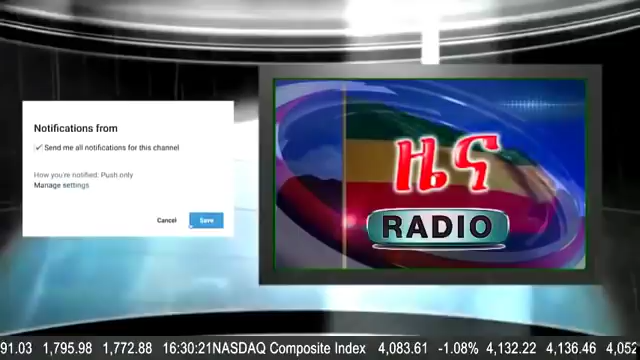 Notifications from
Send me all notifications for this channel
How you're notified: Push only
Manage settings
Cancel
Save
ዜና
RADIO
91.03 1,795.98 1,772.88 16:30:21NASDAQ Composite Index 4,083.61 -1.08% 4,132.22 4,136.46 4,052